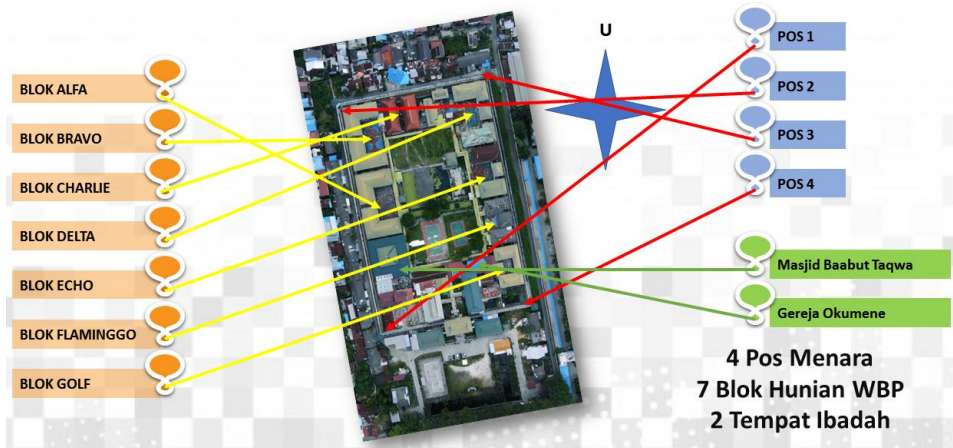 BLOK ALFA
BLOK BRAVO
BLOK CHARLIE
BLOK DELTA
BLOK ECHO
BLOK FLAMINGGO
BLOK GOLF
U
POS 1
POS 2
POS 3
POS 4
Masjid Baabut Taqwa
Gereja Okumene
4 Pos Menara
7 Blok Hunian WBP
2 Tempat Ibadah